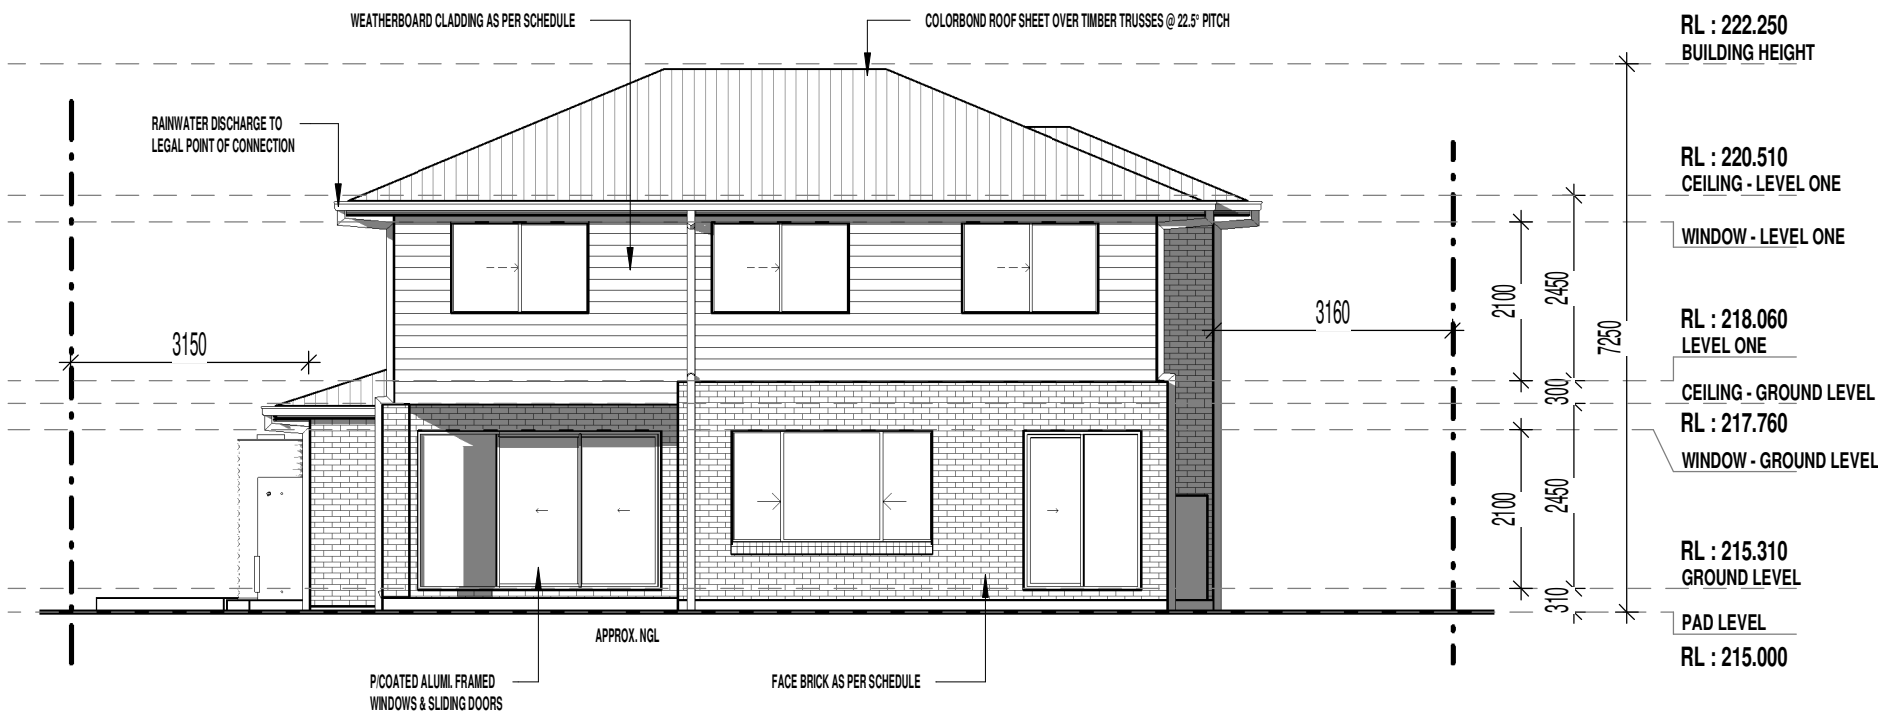 WEATHERBOARD CLADDING AS PER SCHEDULE
COLORBOND ROOF SHEET OVER TIMBER TRUSSES @ 22.5° PITCH
RL : 222.250
BUILDING HEIGHT
RAINWATER DISCHARGE TO
LEGAL POINT OF CONNECTION
RL : 220.510
CEILING - LEVEL ONE
WINDOW - LEVEL ONE
2100
2450
7250
3150
3160
RL : 218.060
LEVEL ONE
300
CEILING - GROUND LEVEL
RL : 217.760
WINDOW - GROUND LEVEL
2100
2450
RL : 215.310
GROUND LEVEL
310
PAD LEVEL
RL : 215.000
APPROX. NGL
P/COATED ALUMI. FRAMED
WINDOWS & SLIDING DOORS
FACE BRICK AS PER SCHEDULE